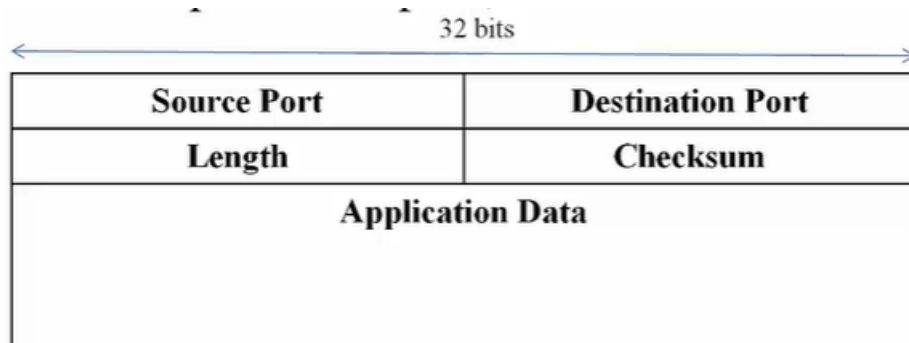 32 bits
Source Port Destination Port
Length Checksum
Application Data